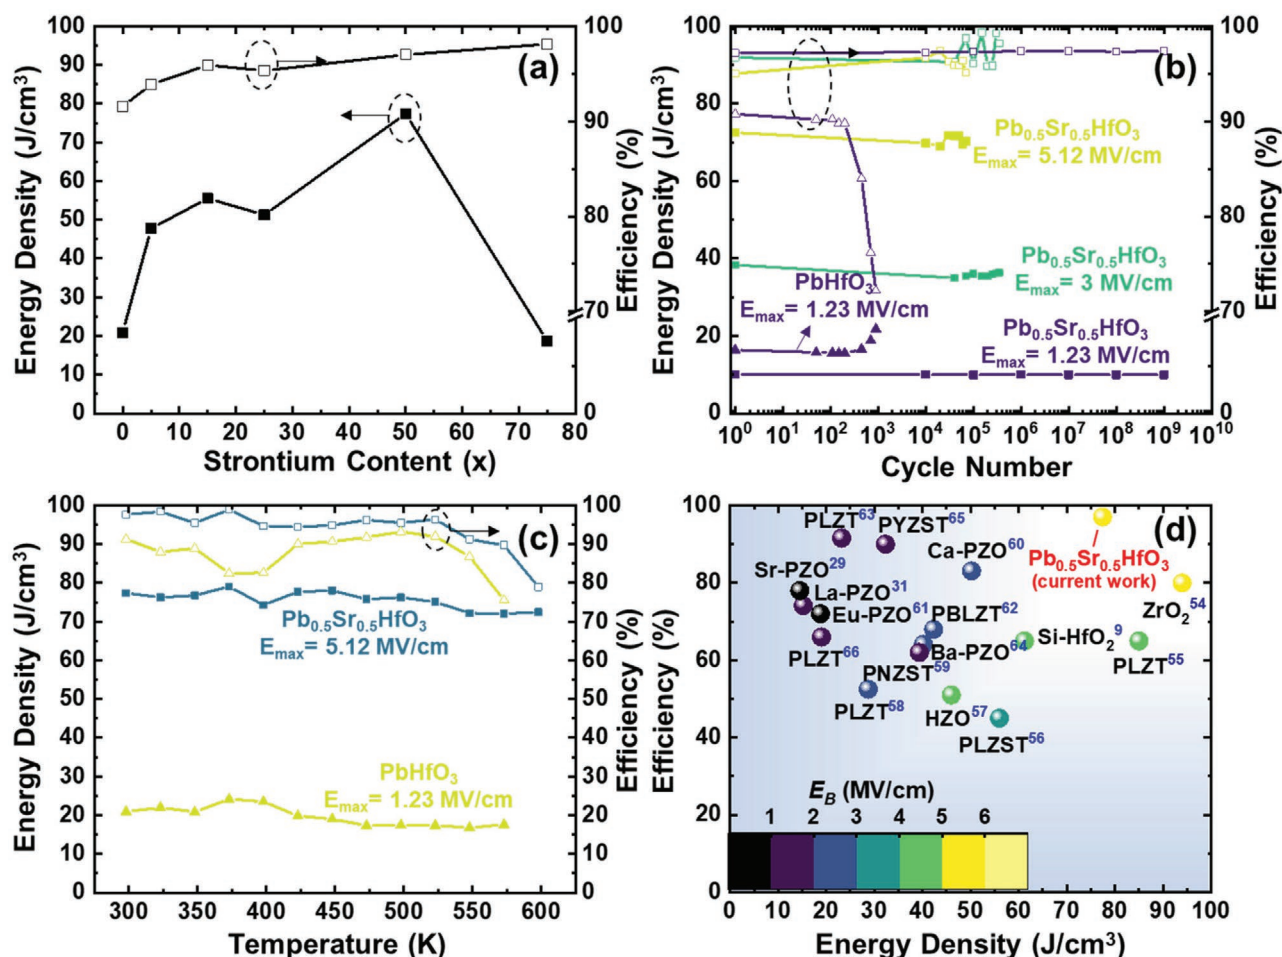 (a)
100
90
80
70
60
50
40
30
20
10
0
Energy Density (J/cm³)
100
90
80
70
0
Efficiency (%)
0 10 20 30 40 50 60 70 80
Strontium Content (x)
(b)
100
90
80
70
60
50
40
30
20
10
0
Energy Density (J/cm³)
Pb₀.₅Sr₀.₅HfO₃
Eₘₐₓ= 5.12 MV/cm
Pb₀.₅Sr₀.₅HfO₃
Eₘₐₓ= 3 MV/cm
PbHfO₃
Eₘₐₓ= 1.23 MV/cm
Pb₀.₅Sr₀.₅HfO₃
Eₘₐₓ= 1.23 MV/cm
100
90
80
70
0
Efficiency (%)
10⁰ 10¹ 10² 10³ 10⁴ 10⁵ 10⁶ 10⁷ 10⁸ 10⁹ 10¹⁰
Cycle Number
(c)
100
90
80
70
60
50
40
30
20
10
0
Energy Density (J/cm³)
Pb₀.₅Sr₀.₅HfO₃
Eₘₐₓ= 5.12 MV/cm
PbHfO₃
Eₘₐₓ= 1.23 MV/cm
100
90
80
70
60
50
40
30
20
10
0
Efficiency (%)
300 350 400 450 500 550 600
Temperature (K)
(d)
100
80
60
40
20
0
Efficiency (%)
PLZT⁶³
PYZST⁶⁵
Ca-PZO⁶⁰
Pb₀.₅Sr₀.₅HfO₃
(current work)
Sr-PZO²⁹
La-PZO³¹
Eu-PZO⁶¹
PBLZT⁶²
ZrO₂⁵⁴
Si-HfO₂⁹
PLZT⁵⁵
PLZT⁶⁶
Ba-PZO⁶⁴
PNZST⁵⁹
PLZT⁵⁸
HZO⁵⁷
PLZST⁵⁶
E_B (MV/cm)
1 2 3 4 5 6
0 10 20 30 40 50 60 70 80 90 100
Energy Density (J/cm³)